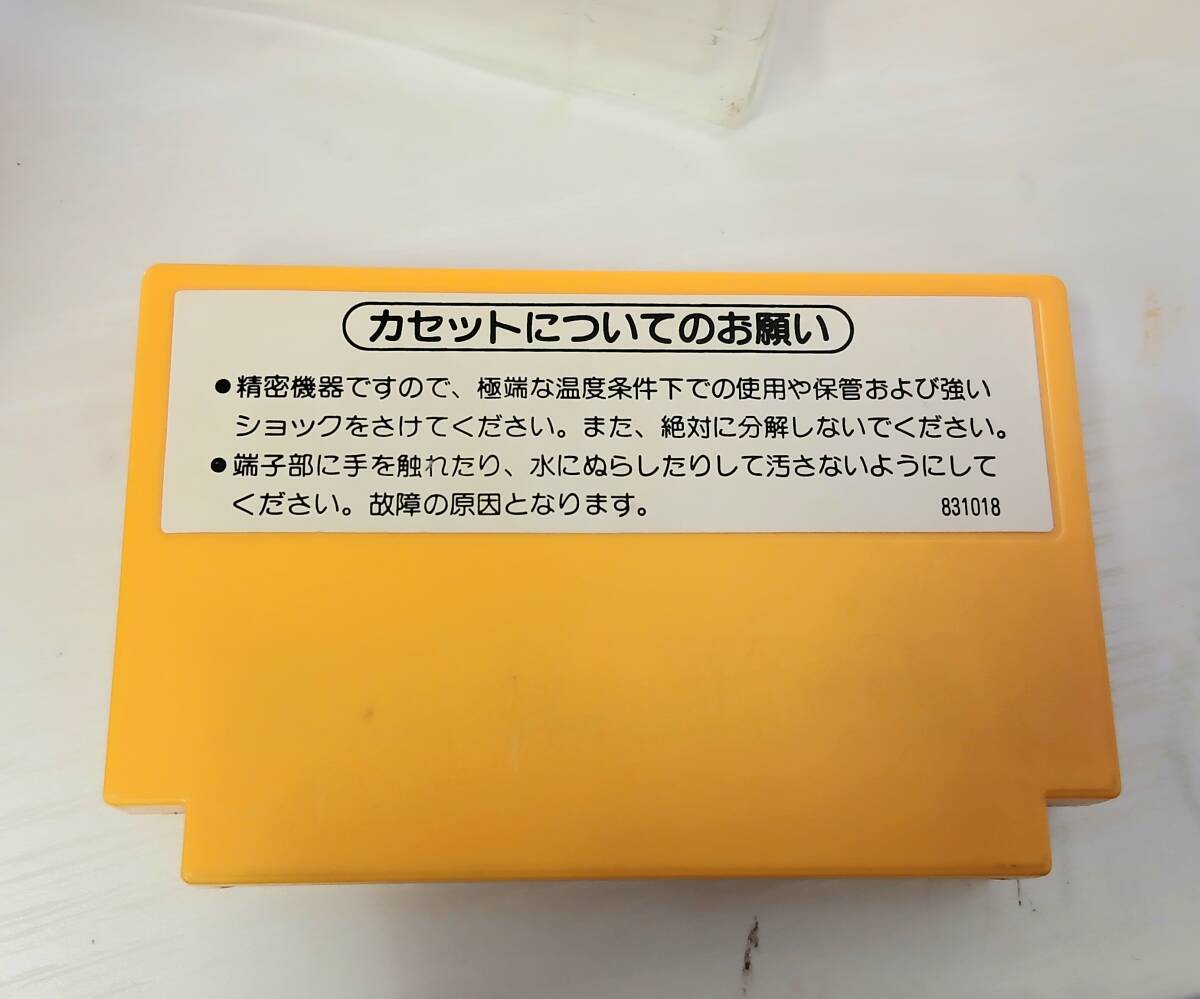 カセットについてのお願い
●精密機器ですので、極端な温度条件下での使用や保管および強い
ショックをさけてください。また、絶対に分解しないでください。
●端子部に手を触れたり、水にぬらしたりして汚さないようにして
ください。故障の原因となります。 831018